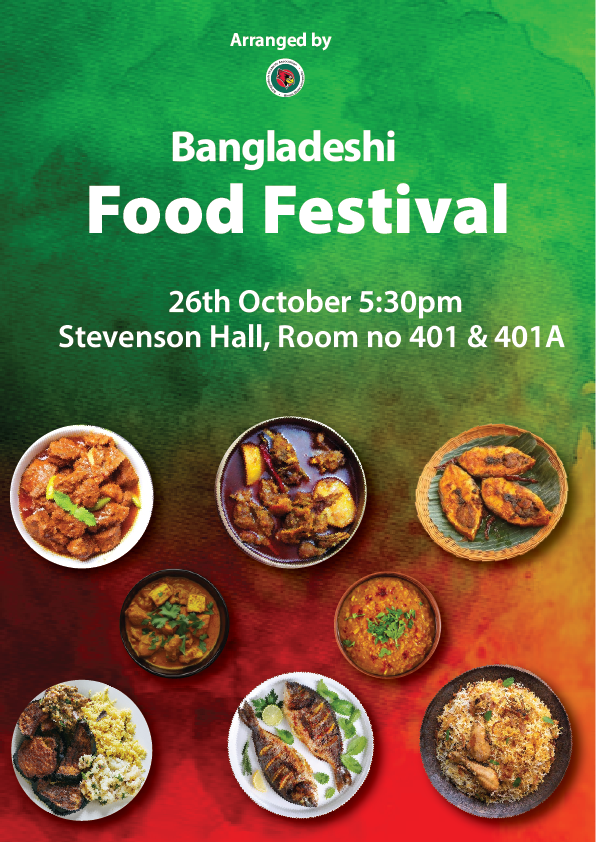 Arranged by
Bangladeshi
Food Festival
26th October 5:30pm
Stevenson Hall, Room no 401 & 401A